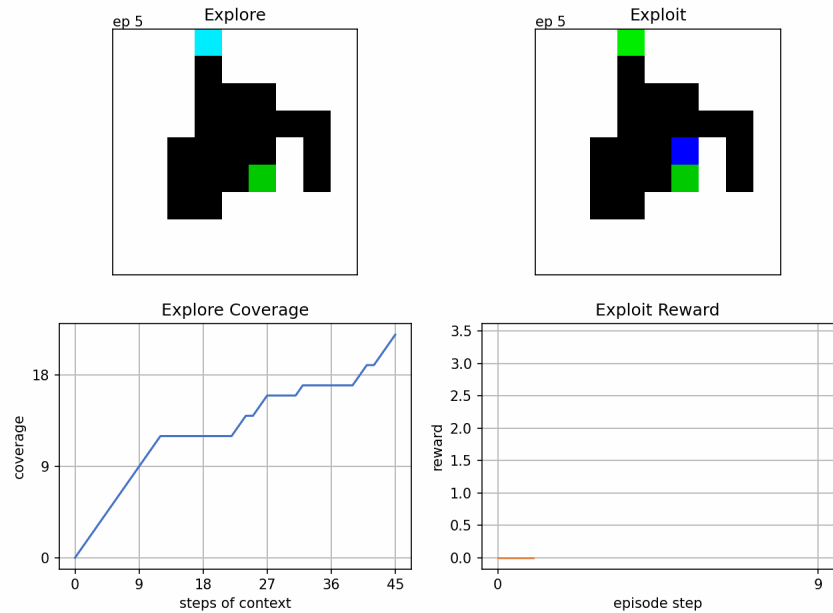 Explore
ep 5
Exploit
ep 5
Explore Coverage
coverage
18
9
0
0 9 18 27 36 45
steps of context
Exploit Reward
reward
3.5
3.0
2.5
2.0
1.5
1.0
0.5
0.0
0 9
episode step